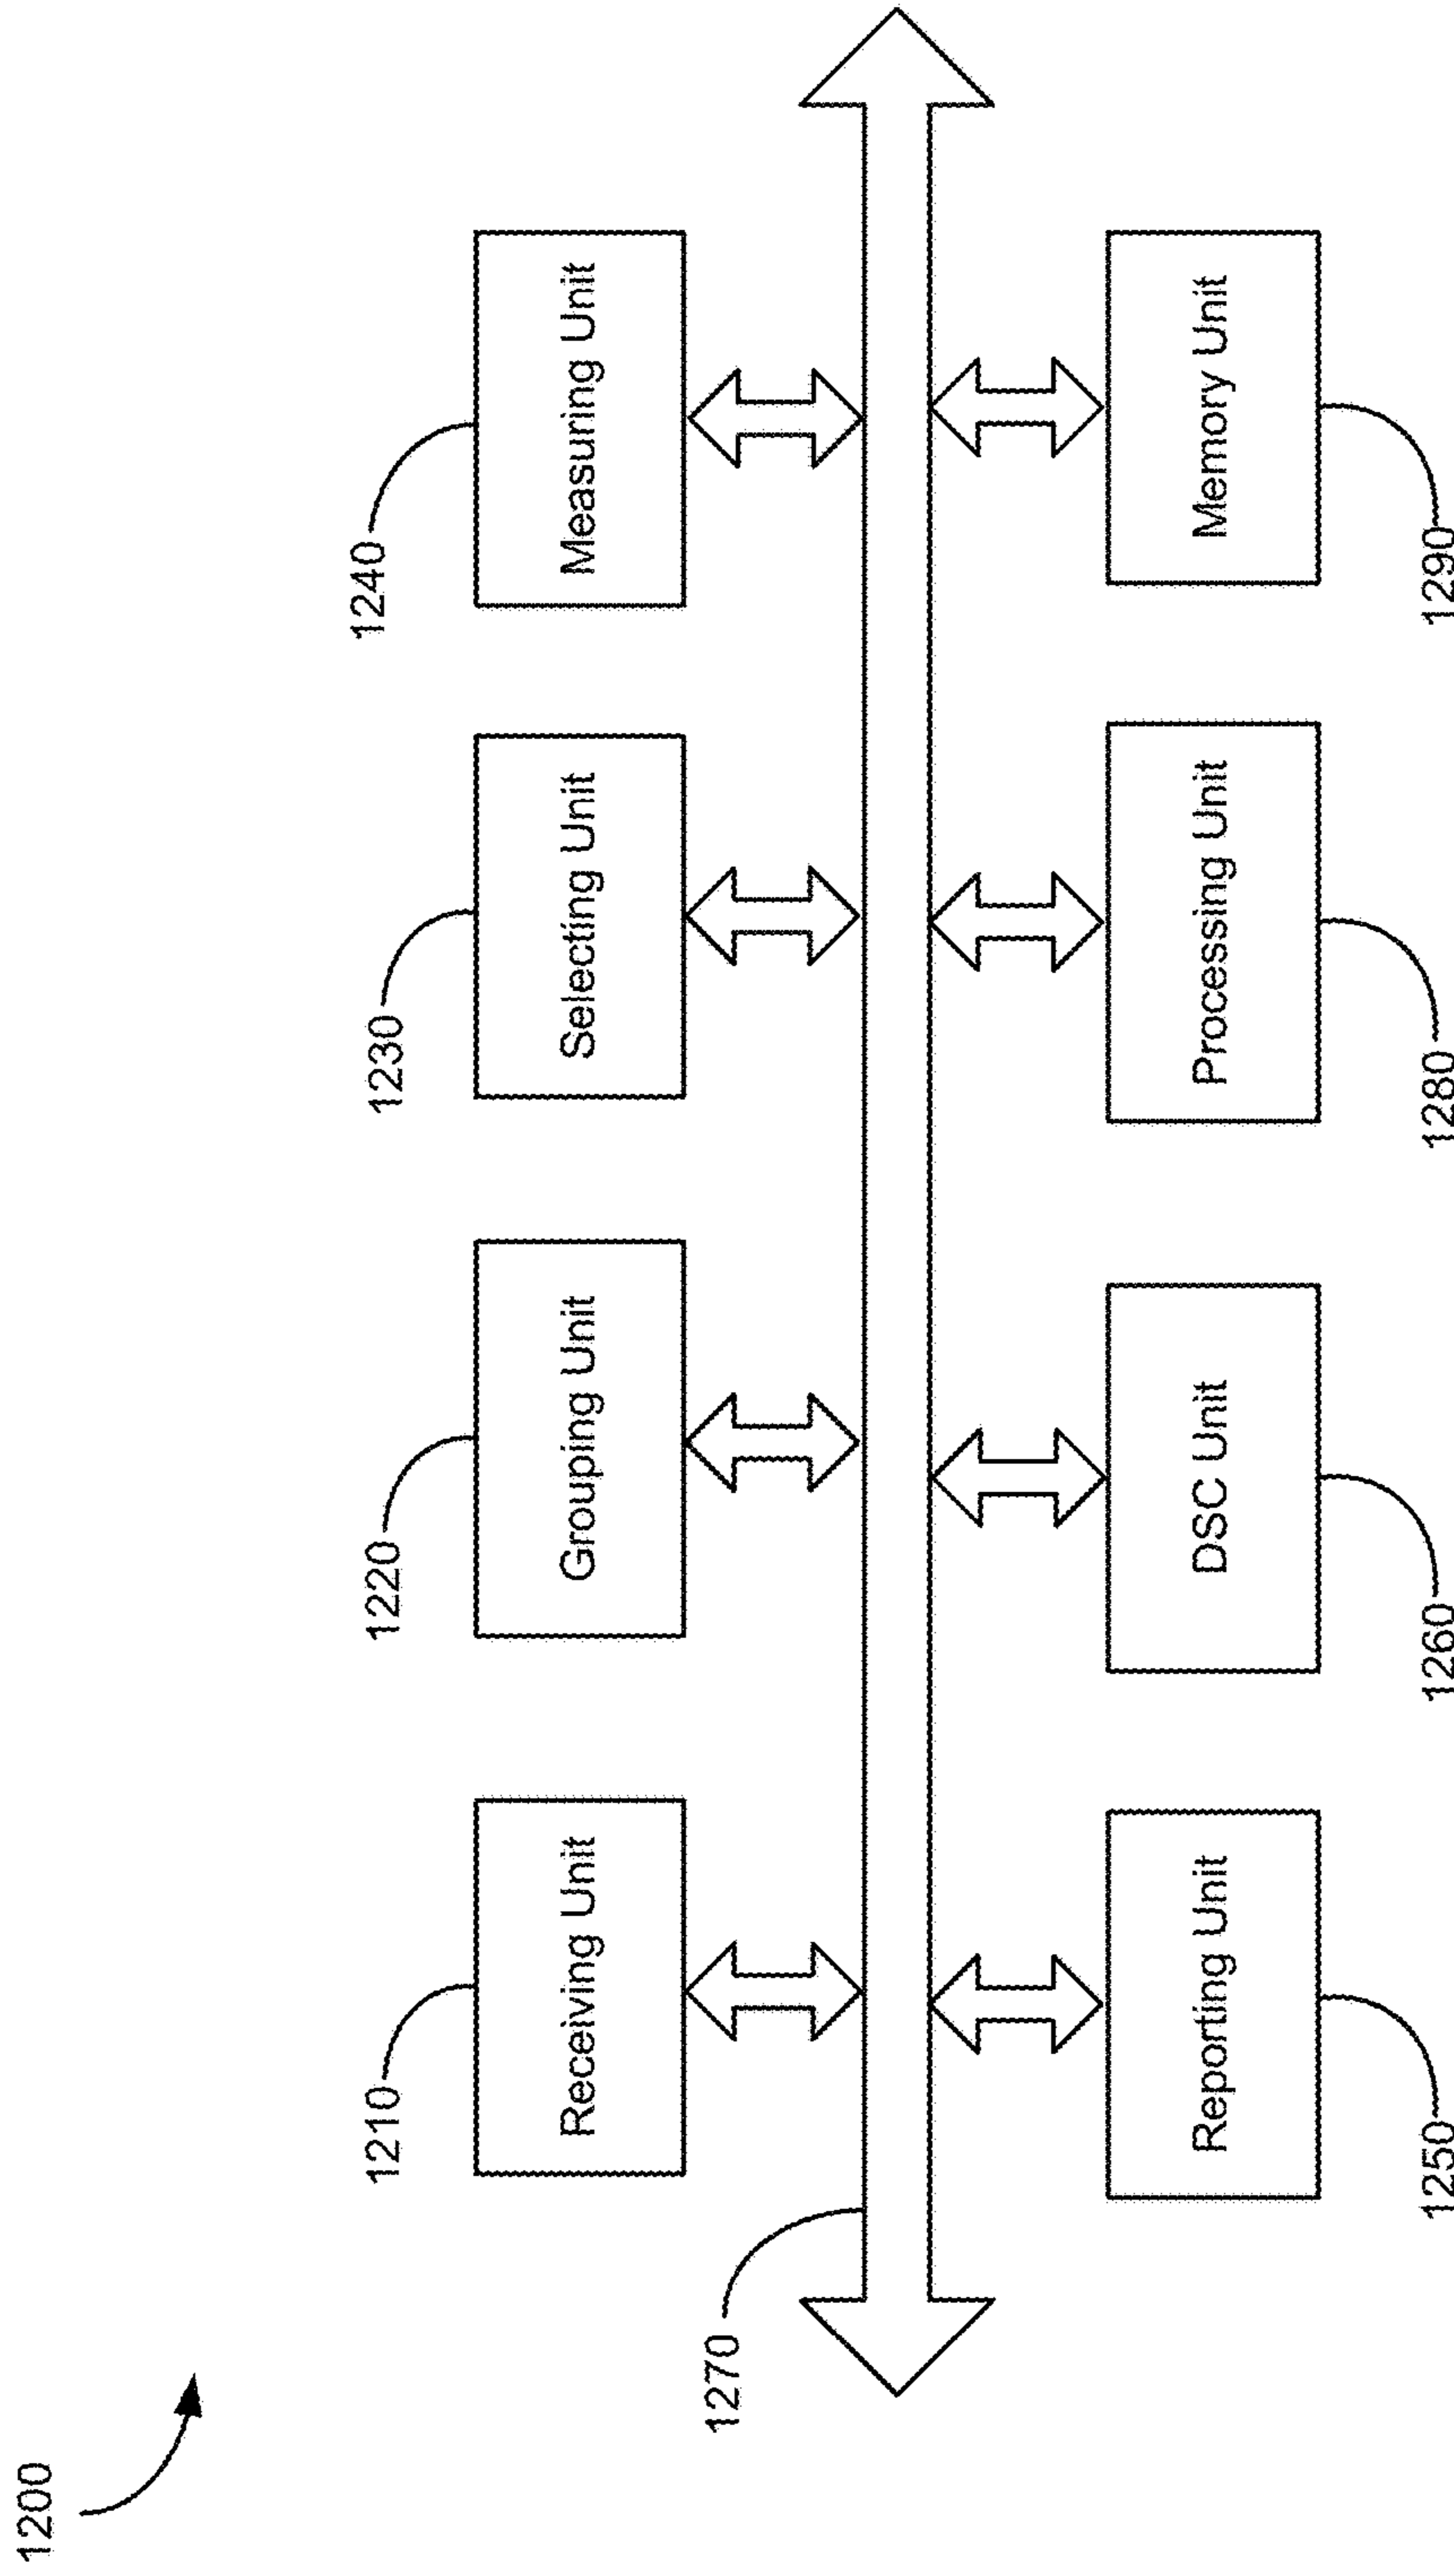 1200
1210
1220
1230
1240
Receiving Unit
Grouping Unit
Selecting Unit
Measuring Unit
1270
Reporting Unit
DSC Unit
Processing Unit
Memory Unit
1250
1260
1280
1290